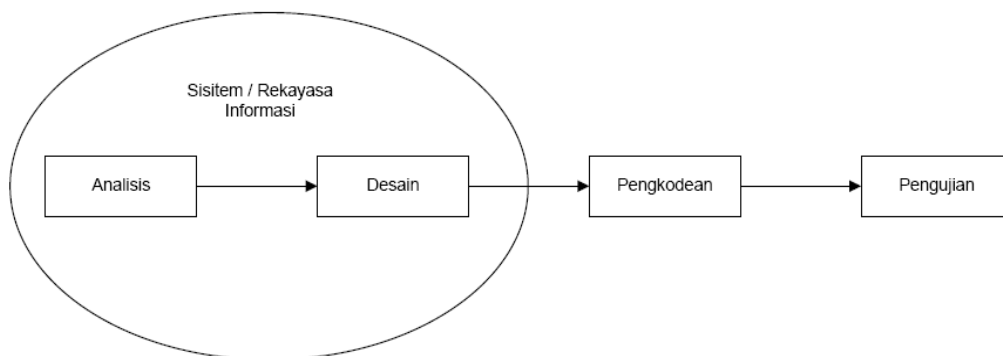 Sisitem / Rekayasa
Informasi
Analisis
Desain
Pengkodean
Pengujian